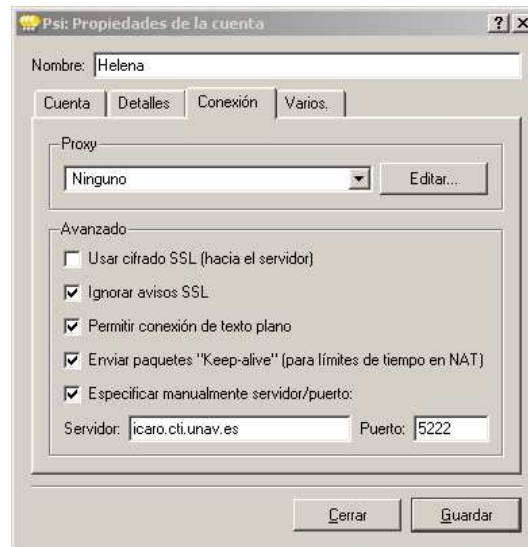 Psi: Propiedades de la cuenta
Nombre: Helena
Cuenta Detalles Conexión Varios.
Proxy
Ninguno Editar...
Avanzado
Usar cifrado SSL (hacia el servidor)
Ignorar avisos SSL
Permitir conexión de texto plano
Enviar paquetes "Keep-alive" (para límites de tiempo en NAT)
Especificar manualmente servidor/puerto:
Servidor: icaro.cti.unav.es Puerto: 5222
Cerrar Guardar